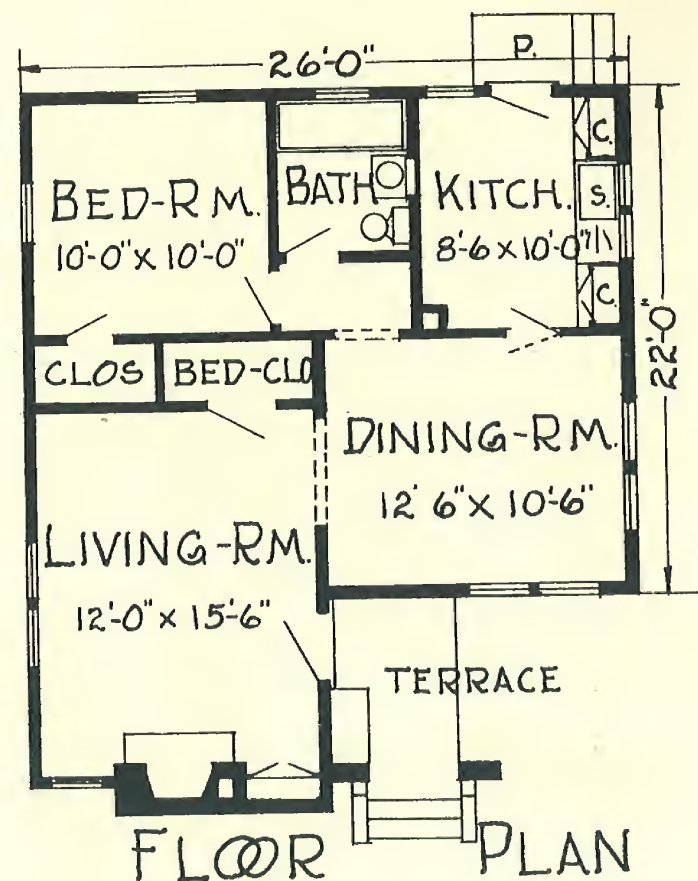 P.
26'-0"
C.
BED-RM.
10'-0" X 10'-0"
BATH
KITCH.
8'-6 X 10'-0"
S.
C.
22'-0"
CLOS
BED-CLO
DINING-RM.
12' 6" X 10'-6"
LIVING-RM.
12'-0" X 15'-6"
TERRACE
FLOOR PLAN